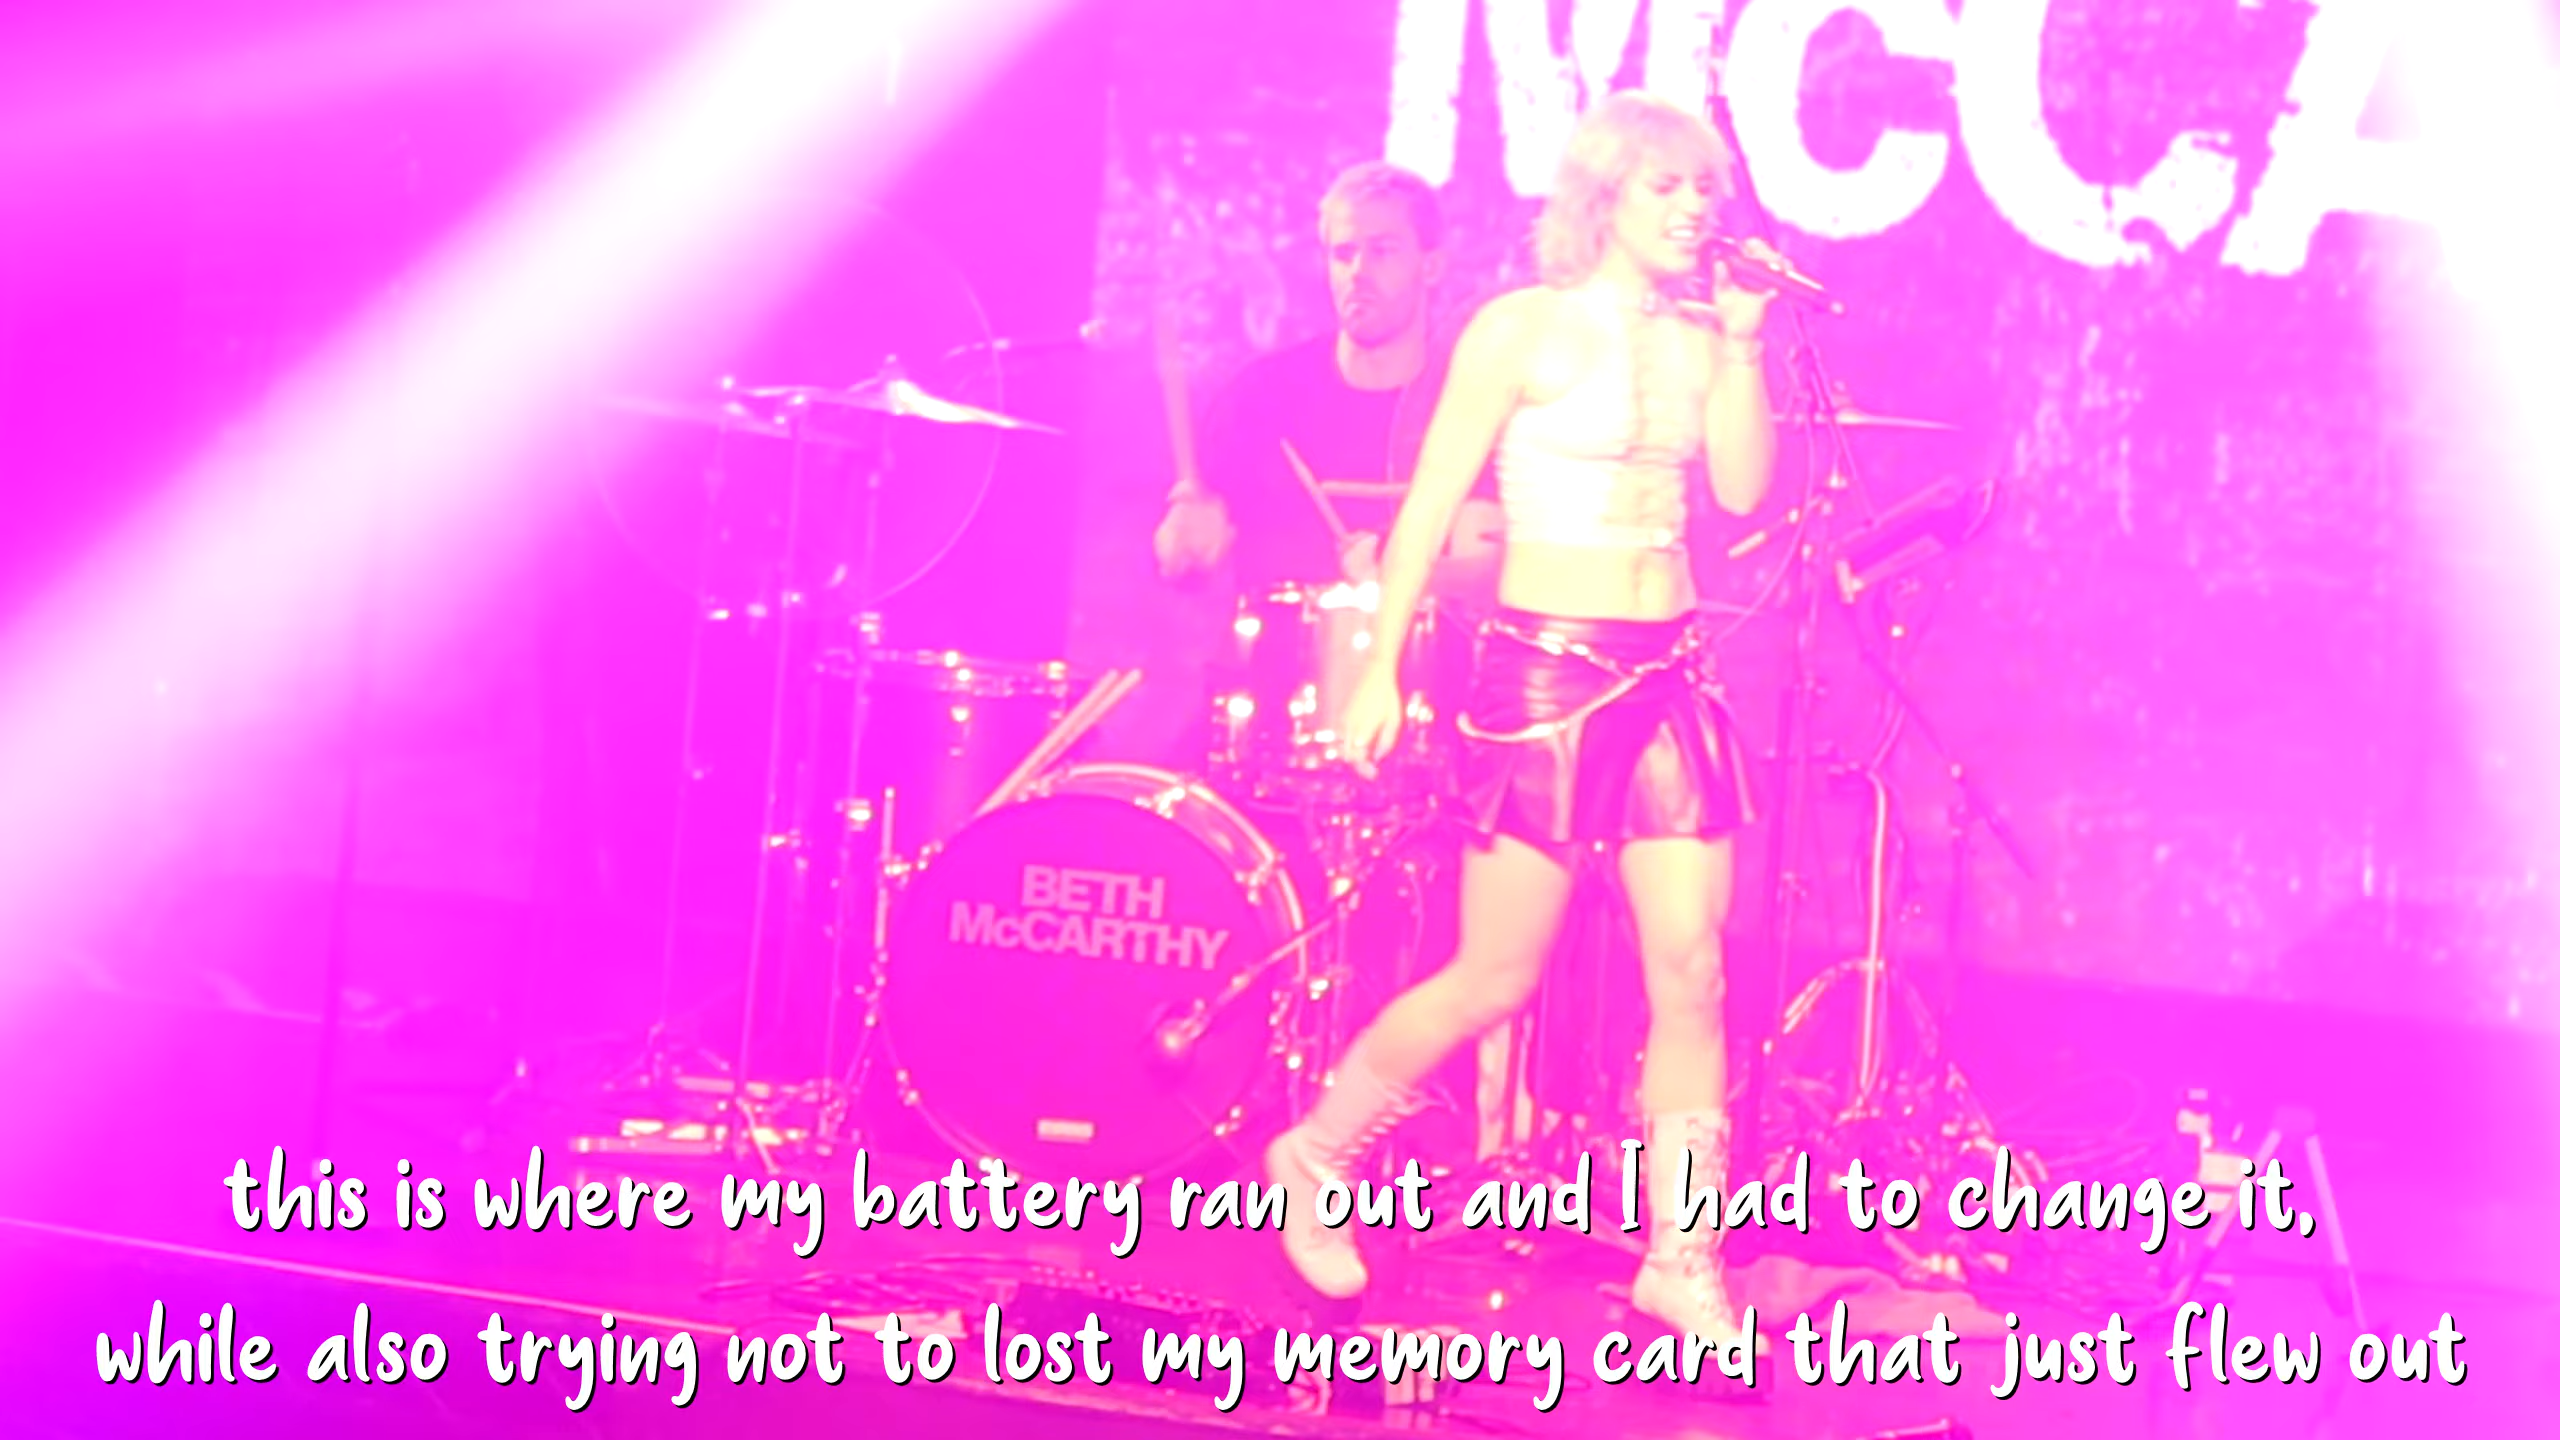 McCA
BETH
McCARTHY
this is where my battery ran out and I had to change it,
while also trying not to lost my memory card that just flew out